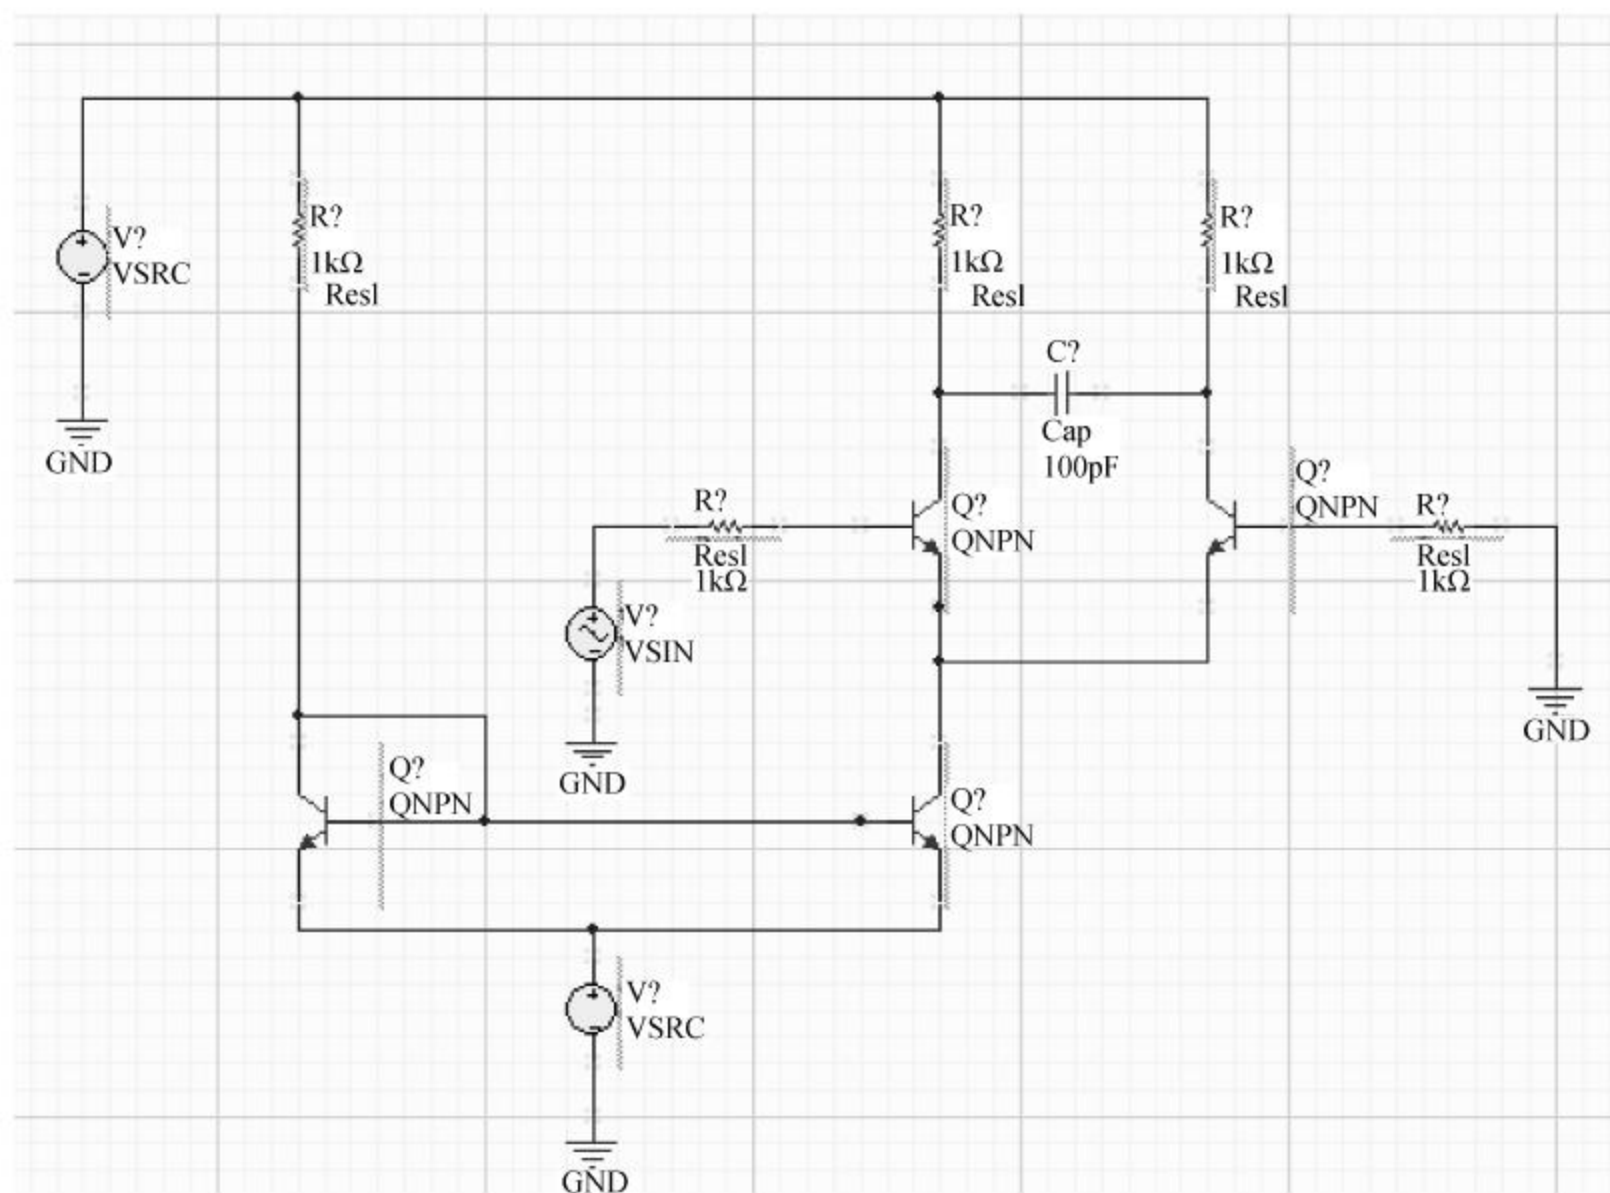 R?
1kΩ
Resl
R?
1kΩ
Resl
R?
1kΩ
Resl
V?
VSRC
GND
C?
Cap
100pF
R?
Resl
1kΩ
Q?
QNPN
Q?
QNPN
R?
Resl
1kΩ
V?
VSIN
GND
GND
Q?
QNPN
Q?
QNPN
V?
VSRC
GND